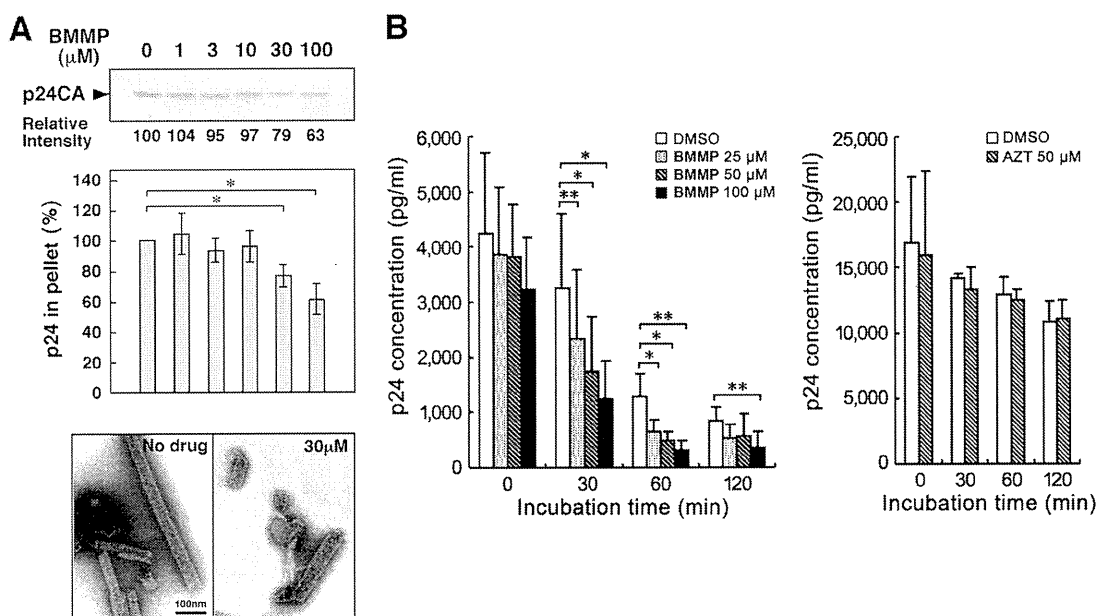 A
BMMP (μM) 0 1 3 10 30 100
p24CA
Relative Intensity 100 104 95 97 79 63
p24 in pellet (%)
140
120
100
80
60
40
20
0
* 
*
No drug
30μM
100nm
B
p24 concentration (pg/ml)
6,000
5,000
4,000
3,000
2,000
1,000
0
DMSO
BMMP 25 μM
BMMP 50 μM
BMMP 100 μM
*
*
**
**
*
*
**
0 30 60 120
Incubation time (min)
p24 concentration (pg/ml)
25,000
20,000
15,000
10,000
5,000
0
DMSO
AZT 50 μM
0 30 60 120
Incubation time (min)